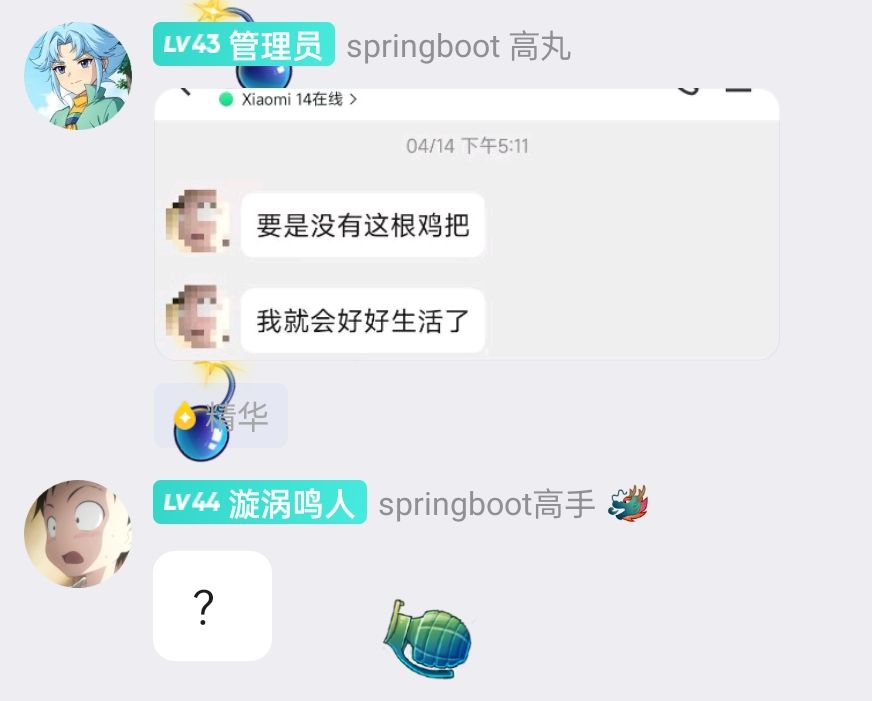 LV43 管理员 springboot 高丸
Xiaomi 14在线 >
04/14 下午5:11
要是没有这根鸡把
我就会好好生活了
精华
LV44 漩涡鸣人 springboot高手
?